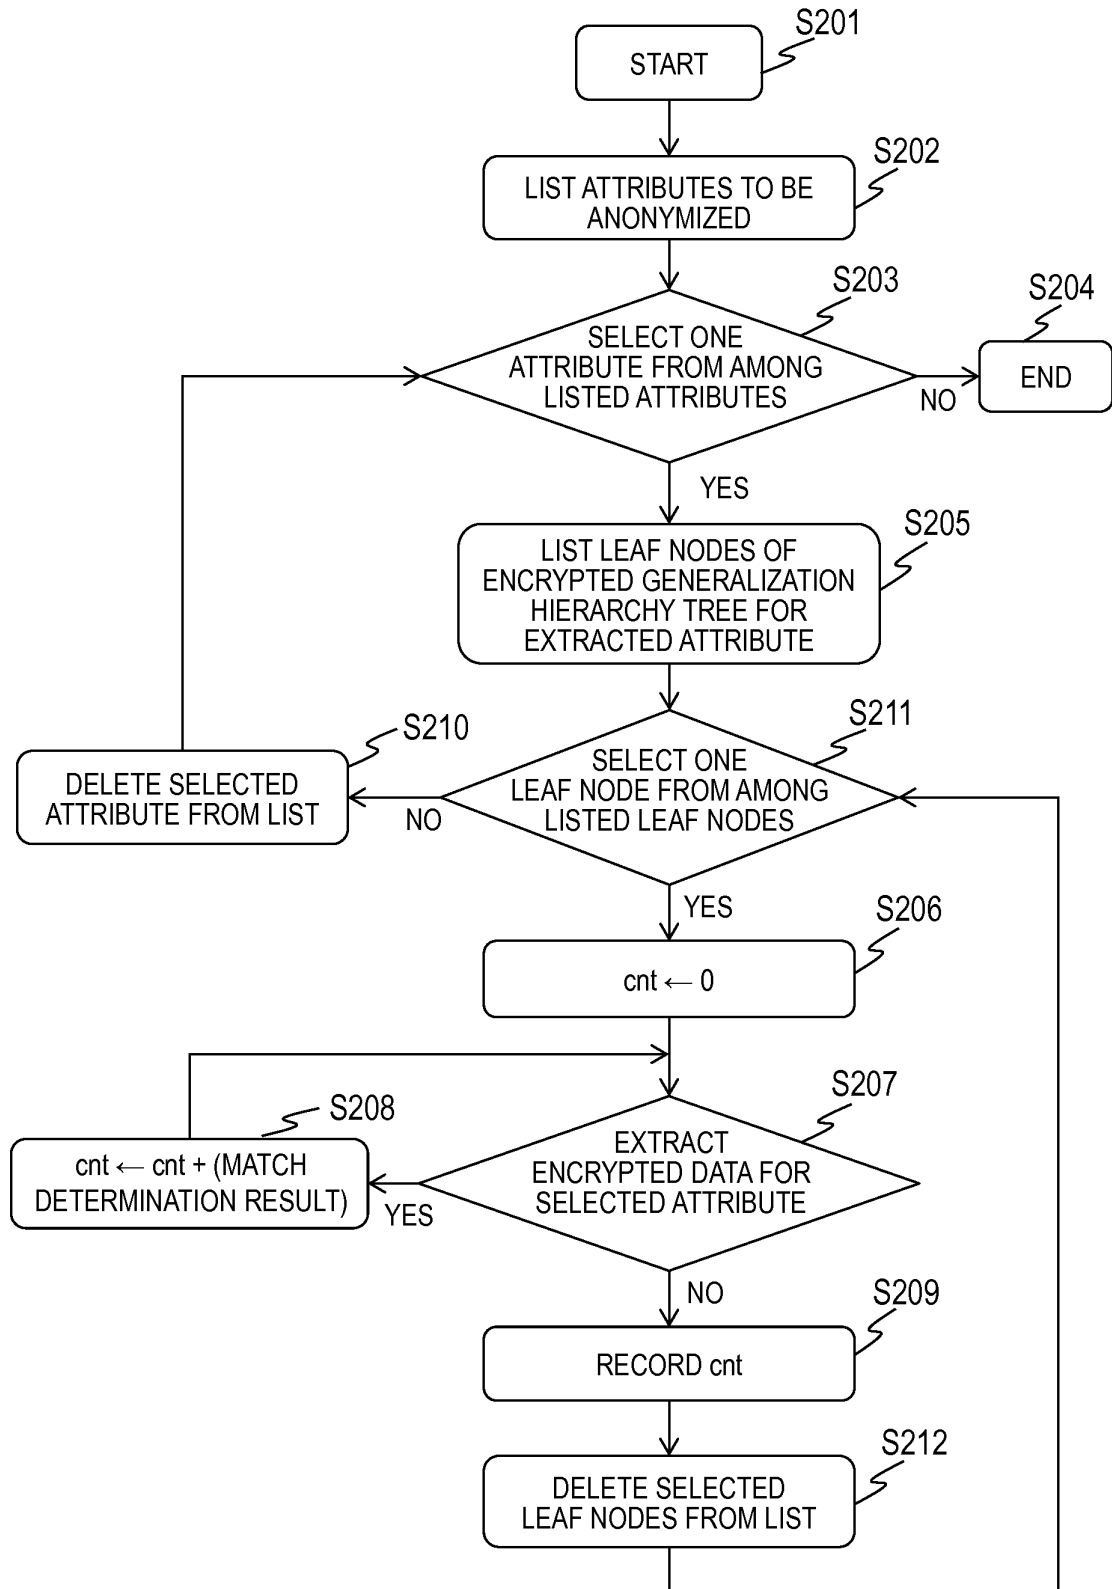 S201
START
S202
LIST ATTRIBUTES TO BE
ANONYMIZED
S203
SELECT ONE
ATTRIBUTE FROM AMONG
LISTED ATTRIBUTES
S204
END
NO
YES
S205
LIST LEAF NODES OF
ENCRYPTED GENERALIZATION
HIERARCHY TREE FOR
EXTRACTED ATTRIBUTE
S210
DELETE SELECTED
ATTRIBUTE FROM LIST
S211
SELECT ONE
LEAF NODE FROM AMONG
LISTED LEAF NODES
NO
YES
S206
cnt ← 0
S208
cnt ← cnt + (MATCH
DETERMINATION RESULT)
S207
EXTRACT
ENCRYPTED DATA FOR
SELECTED ATTRIBUTE
YES
NO
S209
RECORD cnt
S212
DELETE SELECTED
LEAF NODES FROM LIST